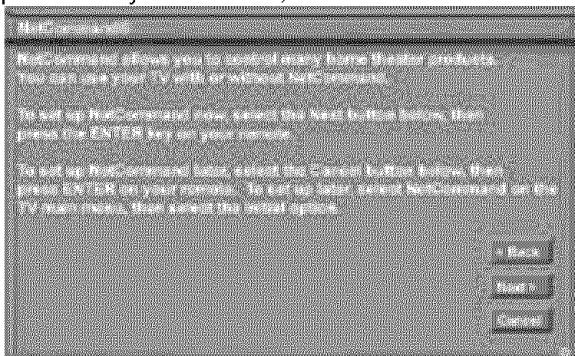 NetCommand®
NetCommand allows you to control many home theater products.
You can use your TV with or without NetCommand.
To set up NetCommand now, select the Next button below, then
press the ENTER key on your remote.
To set up NetCommand later, select the Cancel button below, then
press ENTER on your remote. To set up later, select NetCommand on the
TV main menu, then select the Initial option.
< Back
Next >
Cancel